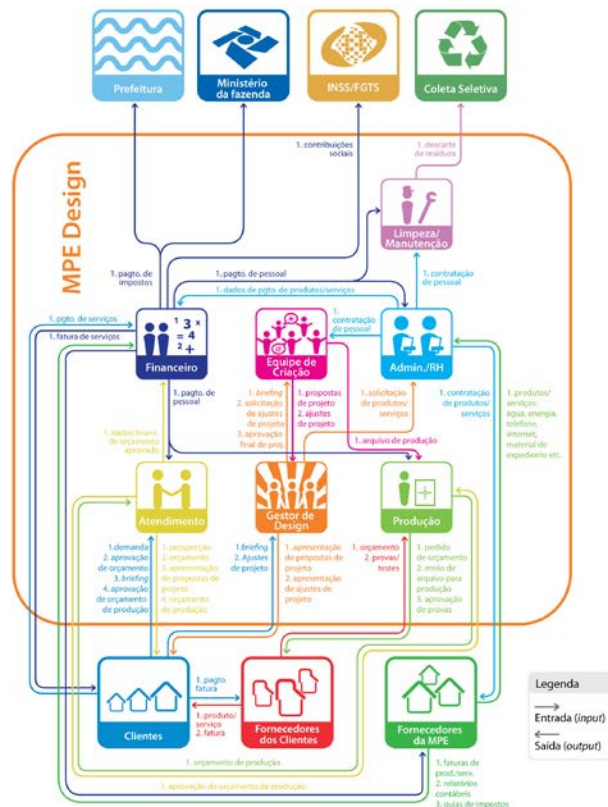 Prefeitura
Ministério
da fazenda
INSS/FGTS
Coleta Seletiva
MPE Design
1. contribuições
sociais
1. descarte
de resíduos
Limpeza/
Manutenção
1. pagto. de
impostos
1. pagto. de pessoal
1. contratação
de pessoal
1. dados de pgto. de produtos/serviços
1. pgto. de serviços
1. fatura de serviços
1 3 x
= 4
2 +
Financeiro
Equipe de
Criação
1.
contratação
de pessoal
Admin./RH
1. pagto. de
pessoal
1. briefing
2. solicitação
de ajustes
de projeto
3. aprovação
final de proj.
1. propostas
de projeto
2. ajustes
de projeto
1. solicitação
de produtos/
serviços
1. contratação
de produtos/
serviços
1. produtos/
serviços:
água, energia,
telefone,
internet,
material de
expediente etc.
1. dados financ.
de orçamento
aprovado
1. arquivo de produção
Atendimento
Gestor de
Design
Produção
1.demanda
2. aprovação
de orçamento
3. briefing
4. aprovação
de orçamento
de produção
1. prospecção
2. orçamento
3. apresentação
de propostas de
projeto
4. orçamento
de produção
1.briefing
2. Ajustes
de projeto
1. apresentação
de propostas de
projeto
2. apresentação
de ajustes de
projeto
1. orçamento
2. provas/
testes
1. pedido
de orçamento
2. envio de
arquivo para
produção
3. aprovação
de provas
Clientes
1. pagto.
fatura
1. produto/
serviço
2. fatura
Fornecedores
dos Clientes
Fornecedores
da MPE
Legenda
Entrada (input)
Saída (output)
1. orçamento de produção
1. aprovação de orçamento de produção
1. faturas de
prod./serv.
2. relatórios
contábeis
3. guias de impostos